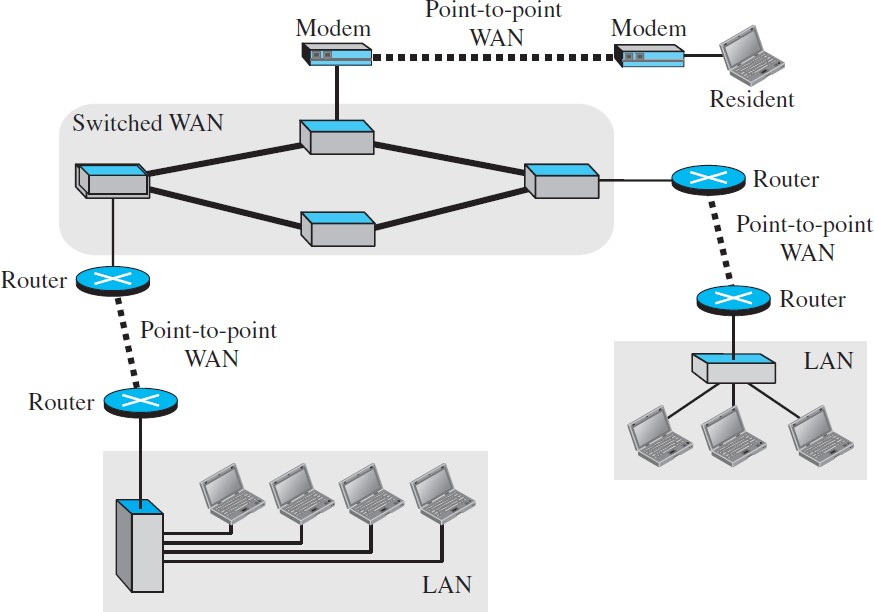 Point-to-point
WAN
Modem
Modem
Resident
Switched WAN
Router
Point-to-point
WAN
Router
Router
Point-to-point
WAN
LAN
Router
LAN